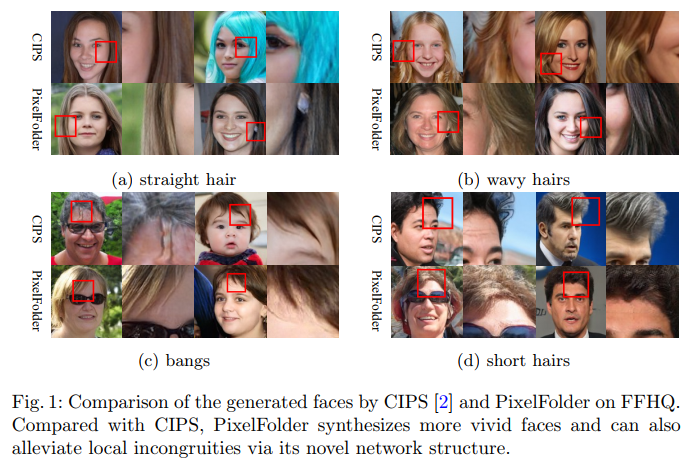 CIPS
PixelFolder
(a) straight hair
CIPS
PixelFolder
(b) wavy hairs
CIPS
PixelFolder
(c) bangs
CIPS
PixelFolder
(d) short hairs
Fig. 1: Comparison of the generated faces by CIPS [2] and PixelFolder on FFHQ.
Compared with CIPS, PixelFolder synthesizes more vivid faces and can also
alleviate local incongruities via its novel network structure.